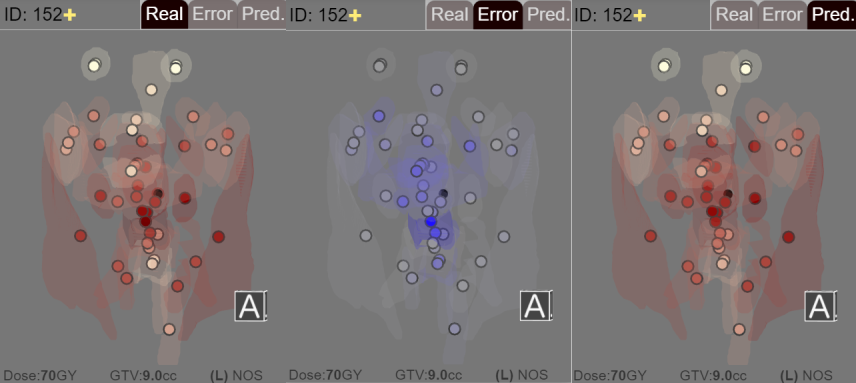 ID: 152+ Real Error Pred.
ID: 152+ Real Error Pred.
ID: 152+ Real Error Pred.
A
A
A
Dose:70GY GTV:9.0cc (L) NOS
Dose:70GY GTV:9.0cc (L) NOS
Dose:70GY GTV:9.0cc (L) NOS